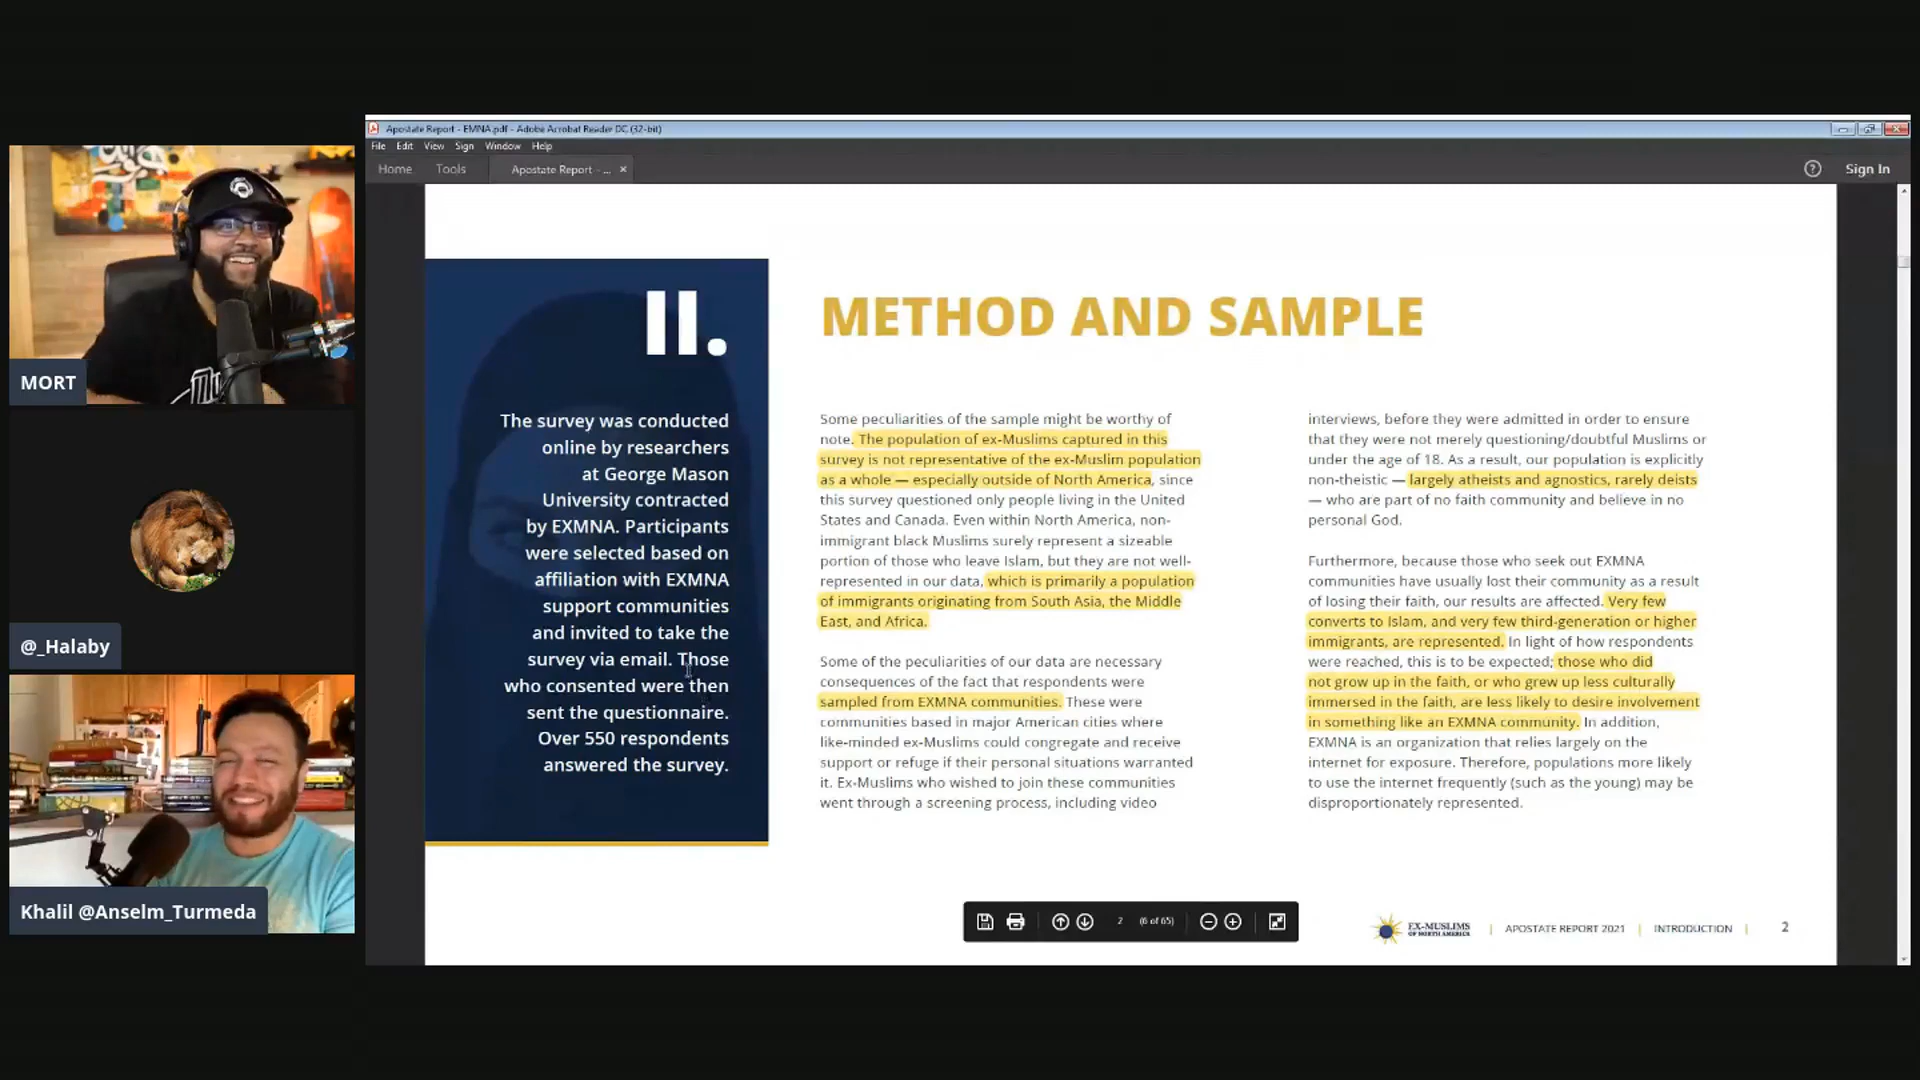 Apostate Report - EMNA.pdf - Adobe Acrobat Reader DC (32-bit)
File Edit View Sign Window Help
Home Tools Apostate Report - ... × Sign In
MORT
@_Halaby
Khalil @Anselm_Turmeda
II.
The survey was conducted
online by researchers
at George Mason
University contracted
by EXMNA. Participants
were selected based on
affiliation with EXMNA
support communities
and invited to take the
survey via email. Those
who consented were then
sent the questionnaire.
Over 550 respondents
answered the survey.
METHOD AND SAMPLE
Some peculiarities of the sample might be worthy of
note. The population of ex-Muslims captured in this
survey is not representative of the ex-Muslim population
as a whole — especially outside of North America, since
this survey questioned only people living in the United
States and Canada. Even within North America, non-
immigrant black Muslims surely represent a sizeable
portion of those who leave Islam, but they are not well-
represented in our data, which is primarily a population
of immigrants originating from South Asia, the Middle
East, and Africa.
Some of the peculiarities of our data are necessary
consequences of the fact that respondents were
sampled from EXMNA communities. These were
communities based in major American cities where
like-minded ex-Muslims could congregate and receive
support or refuge if their personal situations warranted
it. Ex-Muslims who wished to join these communities
went through a screening process, including video
interviews, before they were admitted in order to ensure
that they were not merely questioning/doubtful Muslims or
under the age of 18. As a result, our population is explicitly
non-theistic — largely atheists and agnostics, rarely deists
— who are part of no faith community and believe in no
personal God.
Furthermore, because those who seek out EXMNA
communities have usually lost their community as a result
of losing their faith, our results are affected. Very few
converts to Islam, and very few third-generation or higher
immigrants, are represented. In light of how respondents
were reached, this is to be expected; those who did
not grow up in the faith, or who grew up less culturally
immersed in the faith, are less likely to desire involvement
in something like an EXMNA community. In addition,
EXMNA is an organization that relies largely on the
internet for exposure. Therefore, populations more likely
to use the internet frequently (such as the young) may be
disproportionately represented.
2 (6 of 65)
EX-MUSLIMS
OF NORTH AMERICA
| APOSTATE REPORT 2021 | INTRODUCTION | 2